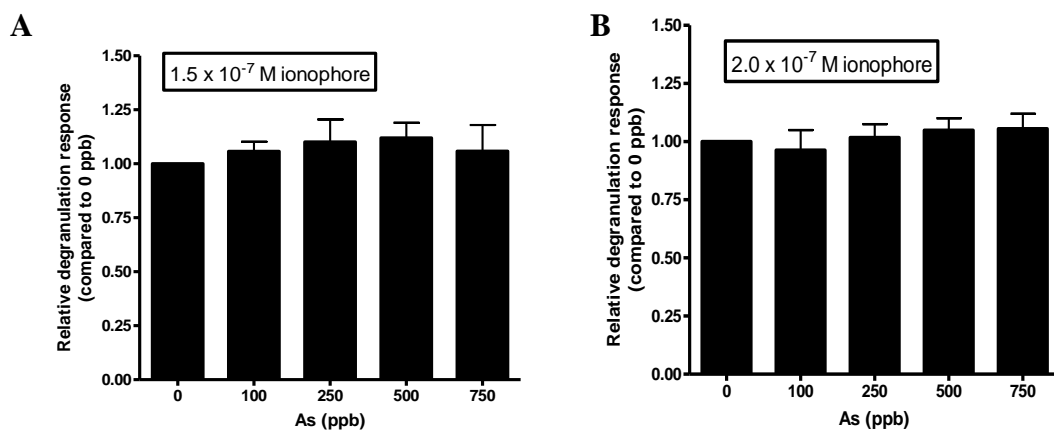 A
1.5 x 10⁻⁷ M ionophore
Relative degranulation response
(compared to 0 ppb)
1.50
1.25
1.00
0.75
0.50
0.25
0.00
0 100 250 500 750
As (ppb)
B
2.0 x 10⁻⁷ M ionophore
Relative degranulation response
(compared to 0 ppb)
1.50
1.25
1.00
0.75
0.50
0.25
0.00
0 100 250 500 750
As (ppb)